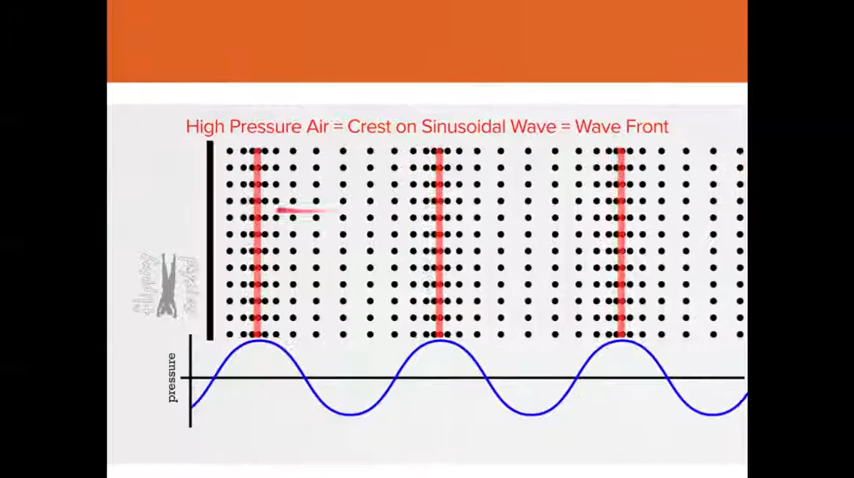 High Pressure Air = Crest on Sinusoidal Wave = Wave Front
pressure